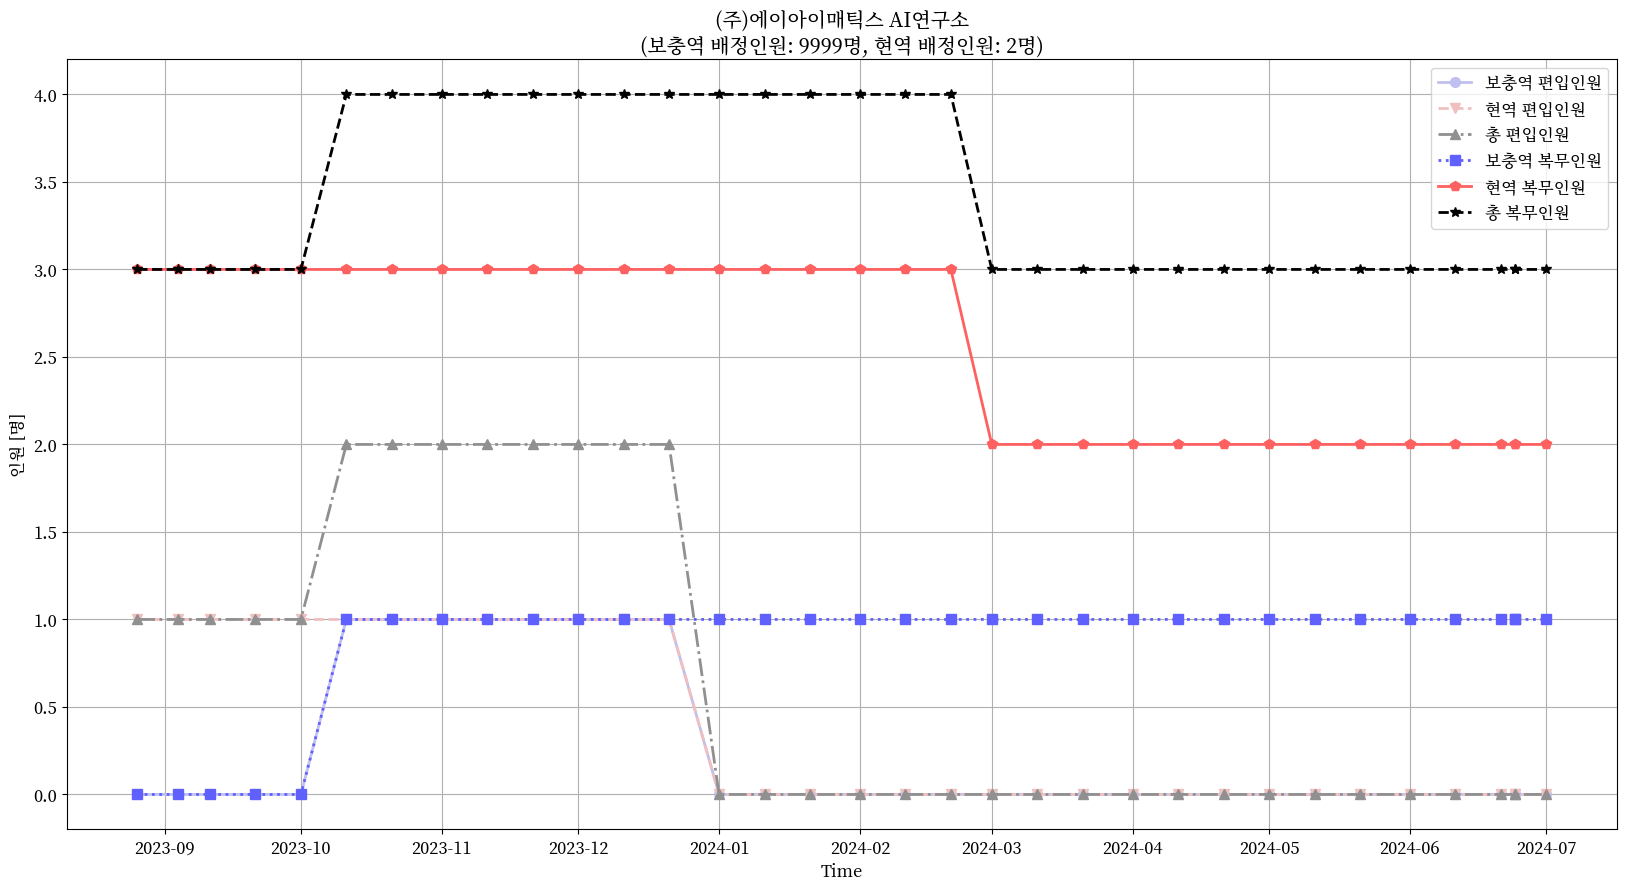 (주)에이아이매틱스 AI연구소
(보충역 배정인원: 9999명, 현역 배정인원: 2명)
보충역 편입인원
현역 편입인원
총 편입인원
보충역 복무인원
현역 복무인원
총 복무인원
인원 [명]
4.0
3.5
3.0
2.5
2.0
1.5
1.0
0.5
0.0
2023-09 2023-10 2023-11 2023-12 2024-01 2024-02 2024-03 2024-04 2024-05 2024-06 2024-07
Time